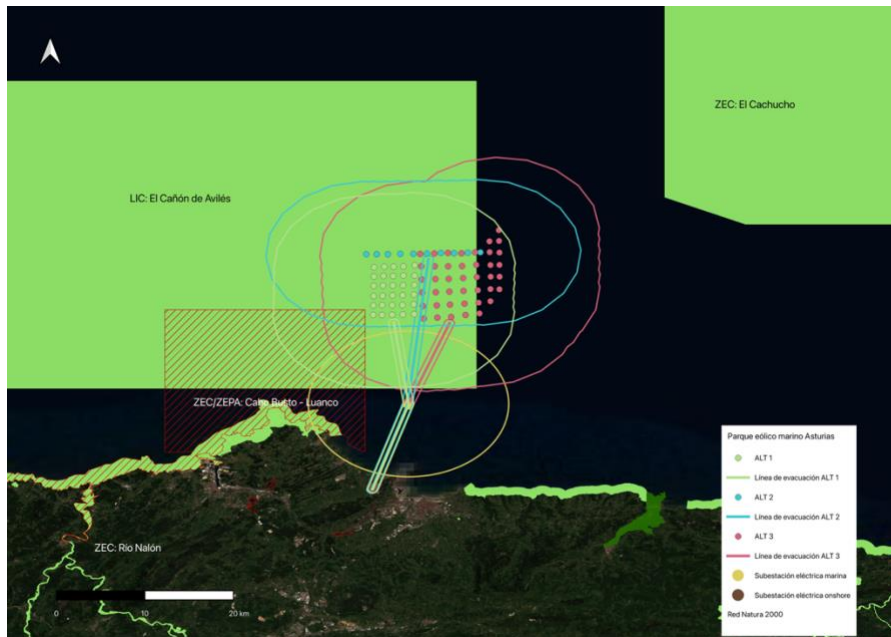 ZEC: El Cachucho
LIC: El Cañón de Avilés
ZEC/ZEPA: Cabo Busto - Luanco
ZEC: Río Nalón
0
10
20 km
Parque eólico marino Asturias
ALT 1
Línea de evacuación ALT 1
ALT 2
Línea de evacuación ALT 2
ALT 3
Línea de evacuación ALT 3
Subestación eléctrica marina
Subestación eléctrica onshore
Red Natura 2000